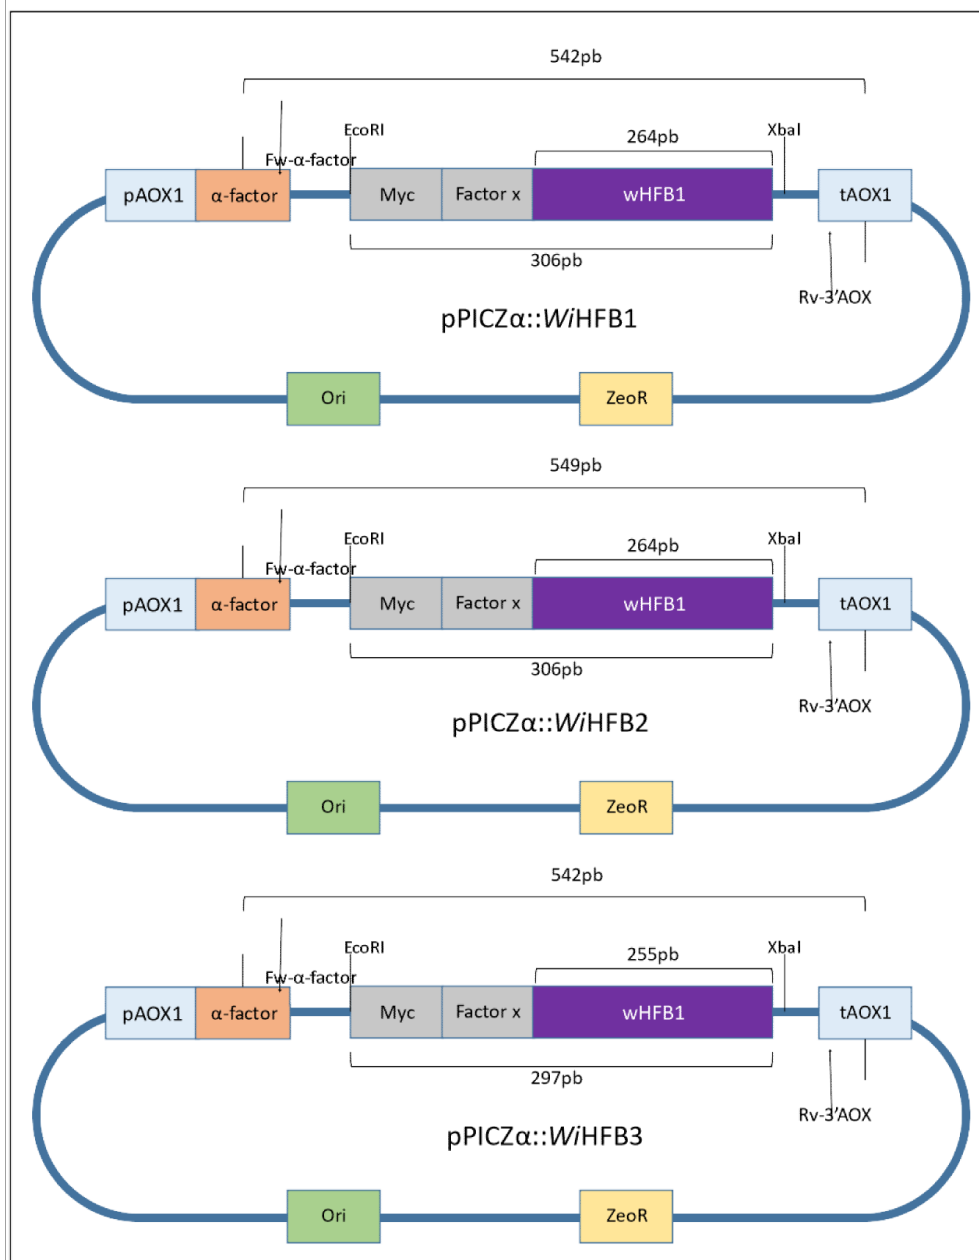 542pb
EcoRI
264pb
XbaI
Fw-α-factor
pAOX1
α-factor
Myc
Factor x
wHFB1
tAOX1
306pb
Rv-3’AOX
pPICZα::WiHFB1
Ori
ZeoR
549pb
EcoRI
264pb
XbaI
Fw-α-factor
pAOX1
α-factor
Myc
Factor x
wHFB1
tAOX1
306pb
Rv-3’AOX
pPICZα::WiHFB2
Ori
ZeoR
542pb
EcoRI
255pb
XbaI
Fw-α-factor
pAOX1
α-factor
Myc
Factor x
wHFB1
tAOX1
297pb
Rv-3’AOX
pPICZα::WiHFB3
Ori
ZeoR